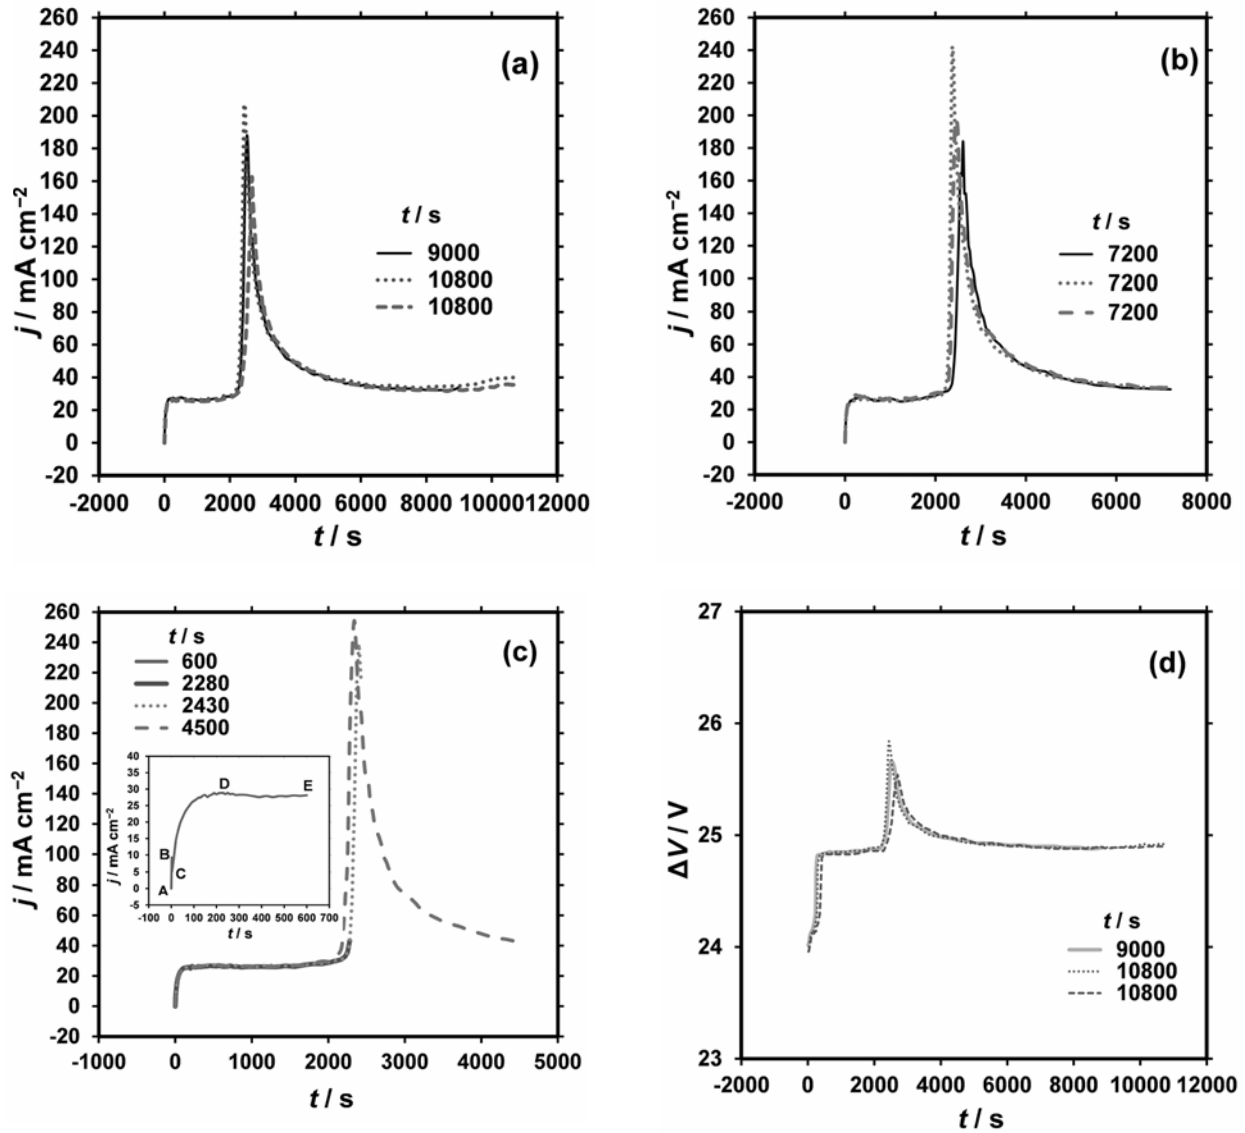 260
240
220
200
180
160
140
120
100
80
60
40
20
0
-20
j / mA cm⁻²
(a)
t / s
9000
10800
10800
-2000 0 2000 4000 6000 8000 10000 12000
t / s
260
240
220
200
180
160
140
120
100
80
60
40
20
0
-20
j / mA cm⁻²
(b)
t / s
7200
7200
7200
-2000 0 2000 4000 6000 8000
t / s
260
240
220
200
180
160
140
120
100
80
60
40
20
0
-20
j / mA cm⁻²
(c)
t / s
600
2280
2430
4500
40
35
30
25
20
15
10
5
0
-5
j / mA cm⁻²
A
B
C
D
E
-100 0 100 200 300 400 500 600 700
t / s
-1000 0 1000 2000 3000 4000 5000
t / s
27
26
25
24
23
ΔV / V
(d)
t / s
9000
10800
10800
-2000 0 2000 4000 6000 8000 10000 12000
t / s